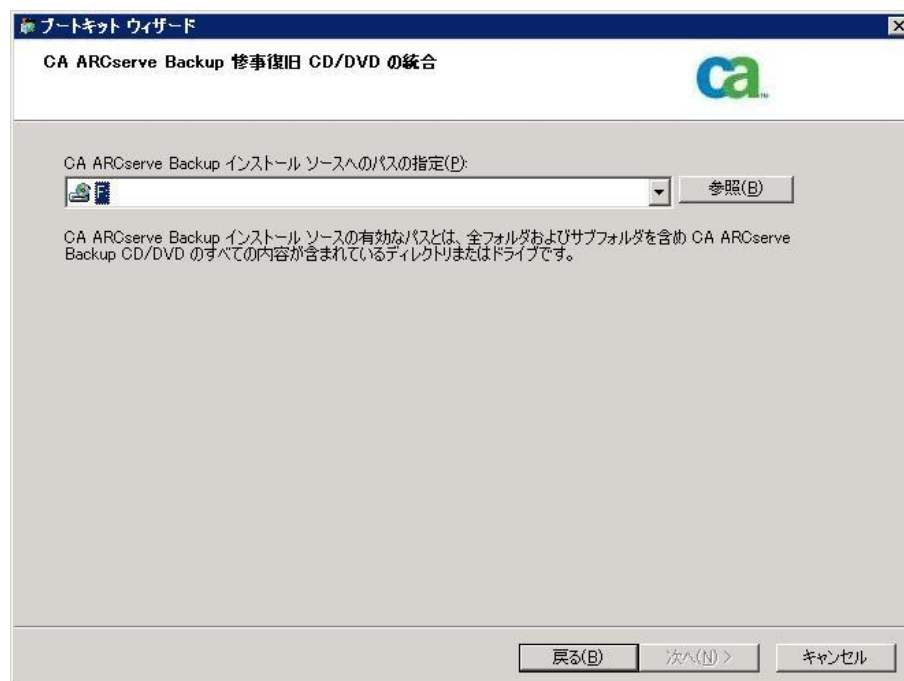 ブートキット ウィザード
CA ARCserve Backup 惨事復旧 CD/DVD の統合
ca
CA ARCserve Backup インストール ソースへのパスの指定(P):
F
参照(B)
CA ARCserve Backup インストール ソースの有効なパスとは、全フォルダおよびサブフォルダを含め CA ARCserve
Backup CD/DVD のすべての内容が含まれているディレクトリまたはドライブです。
戻る(B)
次へ(N) >
キャンセル